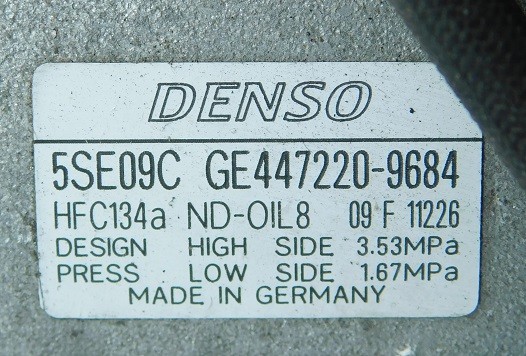 DENSO
5SE09C GE447220-9684
HFC134a ND-OIL8 09 F 11226
DESIGN HIGH SIDE 3.53MPa
PRESS LOW SIDE 1.67MPa
MADE IN GERMANY